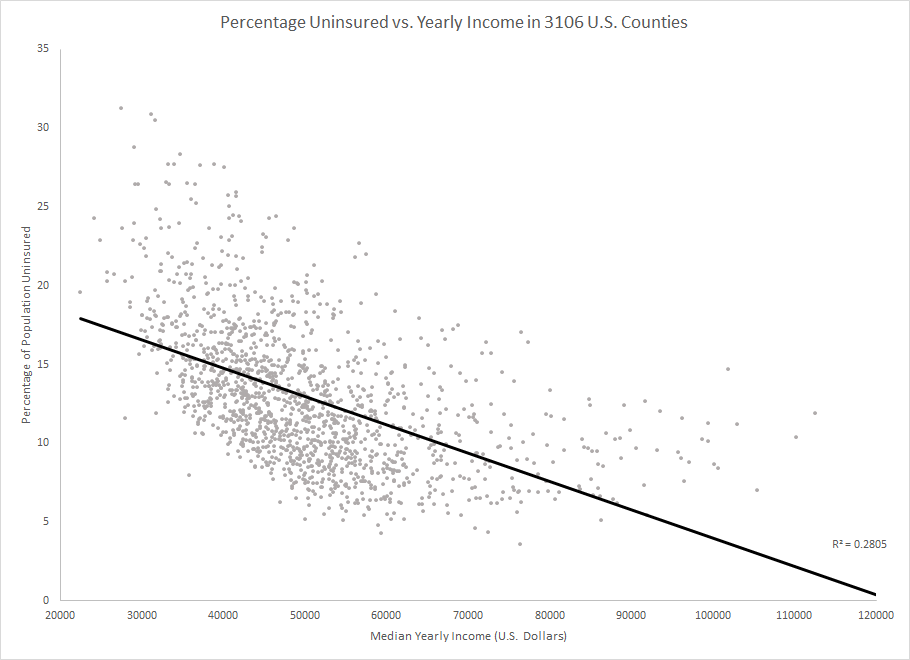 Percentage Uninsured vs. Yearly Income in 3106 U.S. Counties
35
30
25
20
15
10
5
0
Percentage of Population Uninsured
R² = 0.2805
20000 30000 40000 50000 60000 70000 80000 90000 100000 110000 120000
Median Yearly Income (U.S. Dollars)